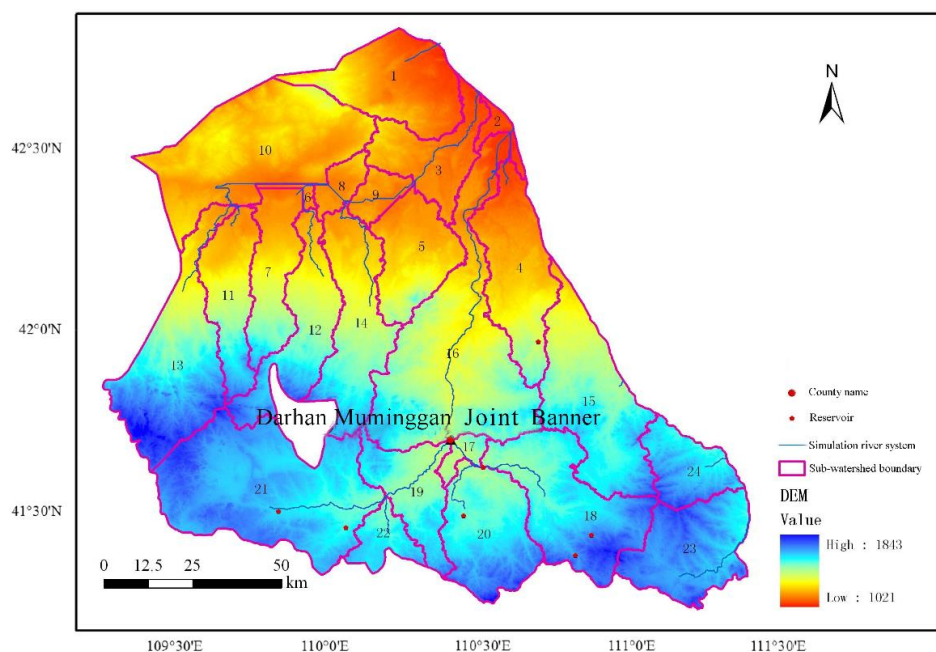 N
42°30'N
42°0'N
41°30'N
1
2
3
10
8
9
6
5
4
7
11
12
14
13
16
15
Darhan Muminggan Joint Banner
17
24
21
19
18
20
22
23
0 12.5 25 50
km
County name
Reservoir
Simulation river system
Sub-watershed boundary
DEM
Value
High : 1843
Low : 1021
109°30'E
110°0'E
110°30'E
111°0'E
111°30'E